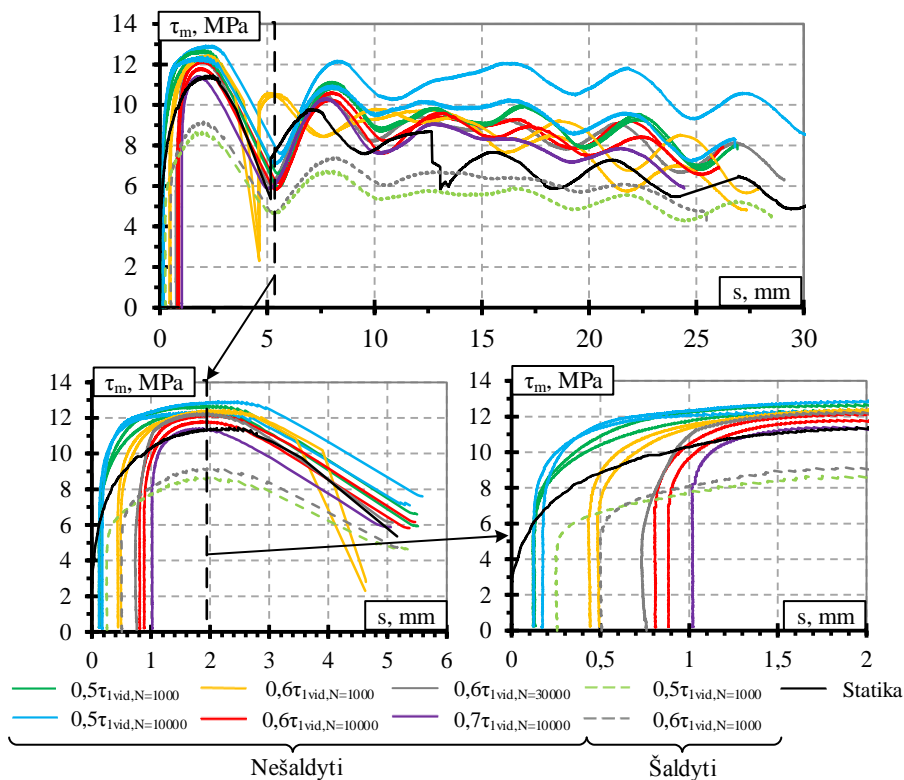 τm, MPa
14
12
10
8
6
4
2
0
0 5 10 15 20 25 30
s, mm
τm, MPa
14
12
10
8
6
4
2
0
0 1 2 3 4 5 6
s, mm
τm, MPa
14
12
10
8
6
4
2
0
0 0,5 1 1,5 2
s, mm
0,5τ1vid,N=1000 0,6τ1vid,N=1000 0,6τ1vid,N=30000 0,5τ1vid,N=1000 Statika
0,5τ1vid,N=10000 0,6τ1vid,N=10000 0,7τ1vid,N=10000 0,6τ1vid,N=1000
Nešaldyti Šaldyti